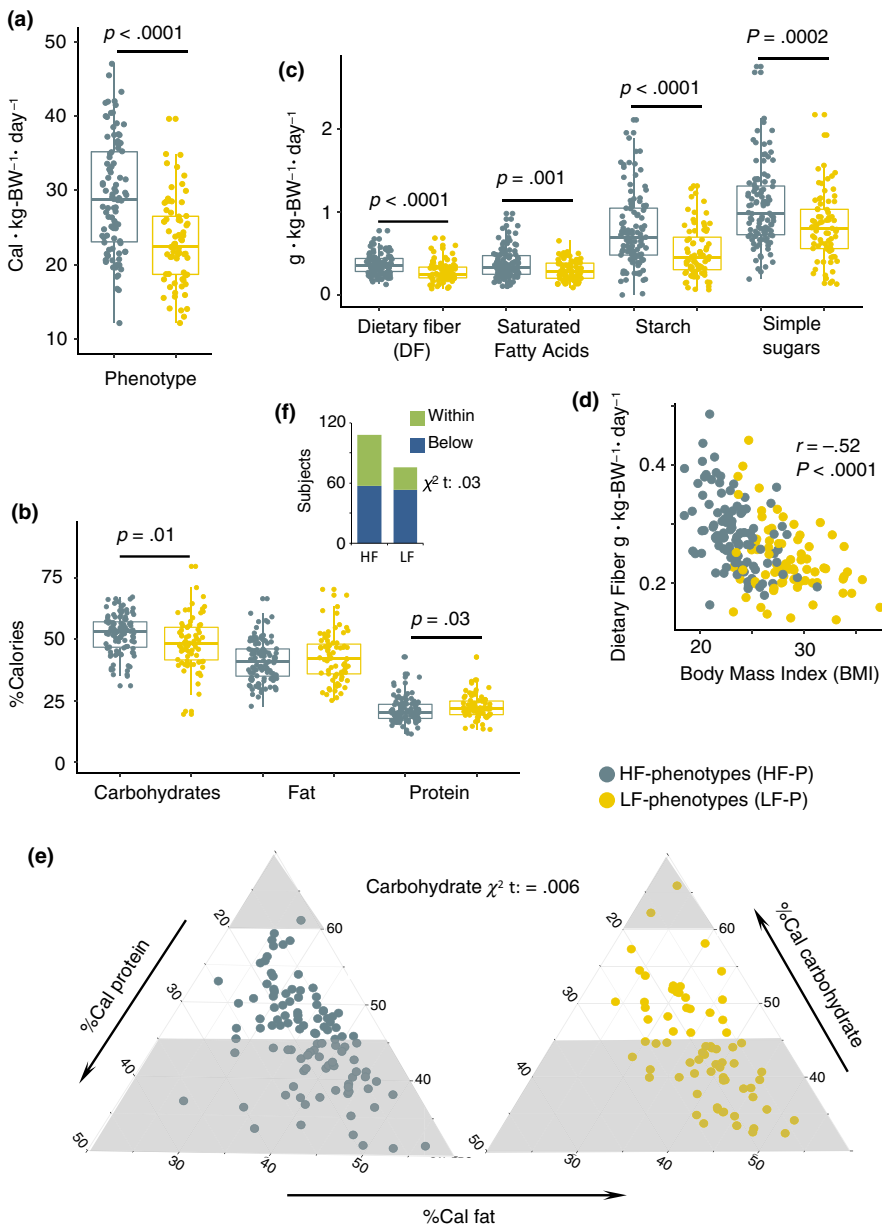 (a)
p < .0001
50
40
30
20
10
Cal · kg-BW⁻¹· day⁻¹
Phenotype
(c)
P = .0002
p < .0001
p = .001
p < .0001
2
1
0
g · kg-BW⁻¹· day⁻¹
Dietary fiber (DF)
Saturated Fatty Acids
Starch
Simple sugars
(f)
Within
Below
120
60
0
Subjects
χ² t: .03
HF
LF
(d)
r = –.52
P < .0001
0.4
0.2
Dietary Fiber g · kg-BW⁻¹· day⁻¹
20
30
Body Mass Index (BMI)
(b)
p = .01
p = .03
75
50
25
0
%Calories
Carbohydrates
Fat
Protein
HF-phenotypes (HF-P)
LF-phenotypes (LF-P)
(e)
Carbohydrate χ² t: = .006
%Cal protein
%Cal carbohydrate
20
60
30
50
40
40
50
30
40
50
20
60
30
50
40
40
50
30
40
50
%Cal fat